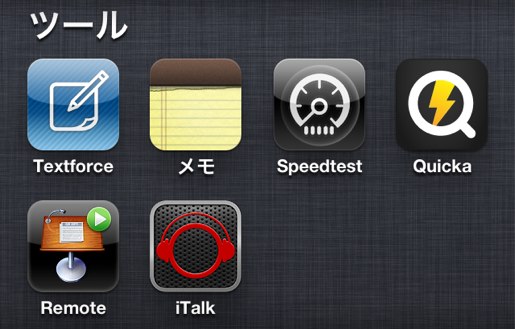 ツール
Textforce
メモ
Speedtest
Quicka
Remote
iTalk